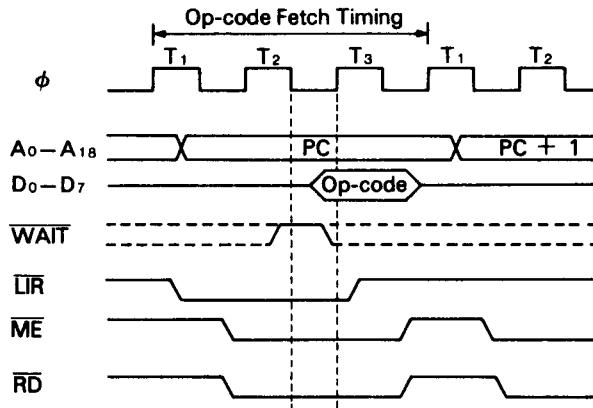 Op-code Fetch Timing
T1 T2 T3 T1 T2
ϕ
A0–A18 PC PC + 1
D0–D7 Op-code
WAIT
LIR
ME
RD